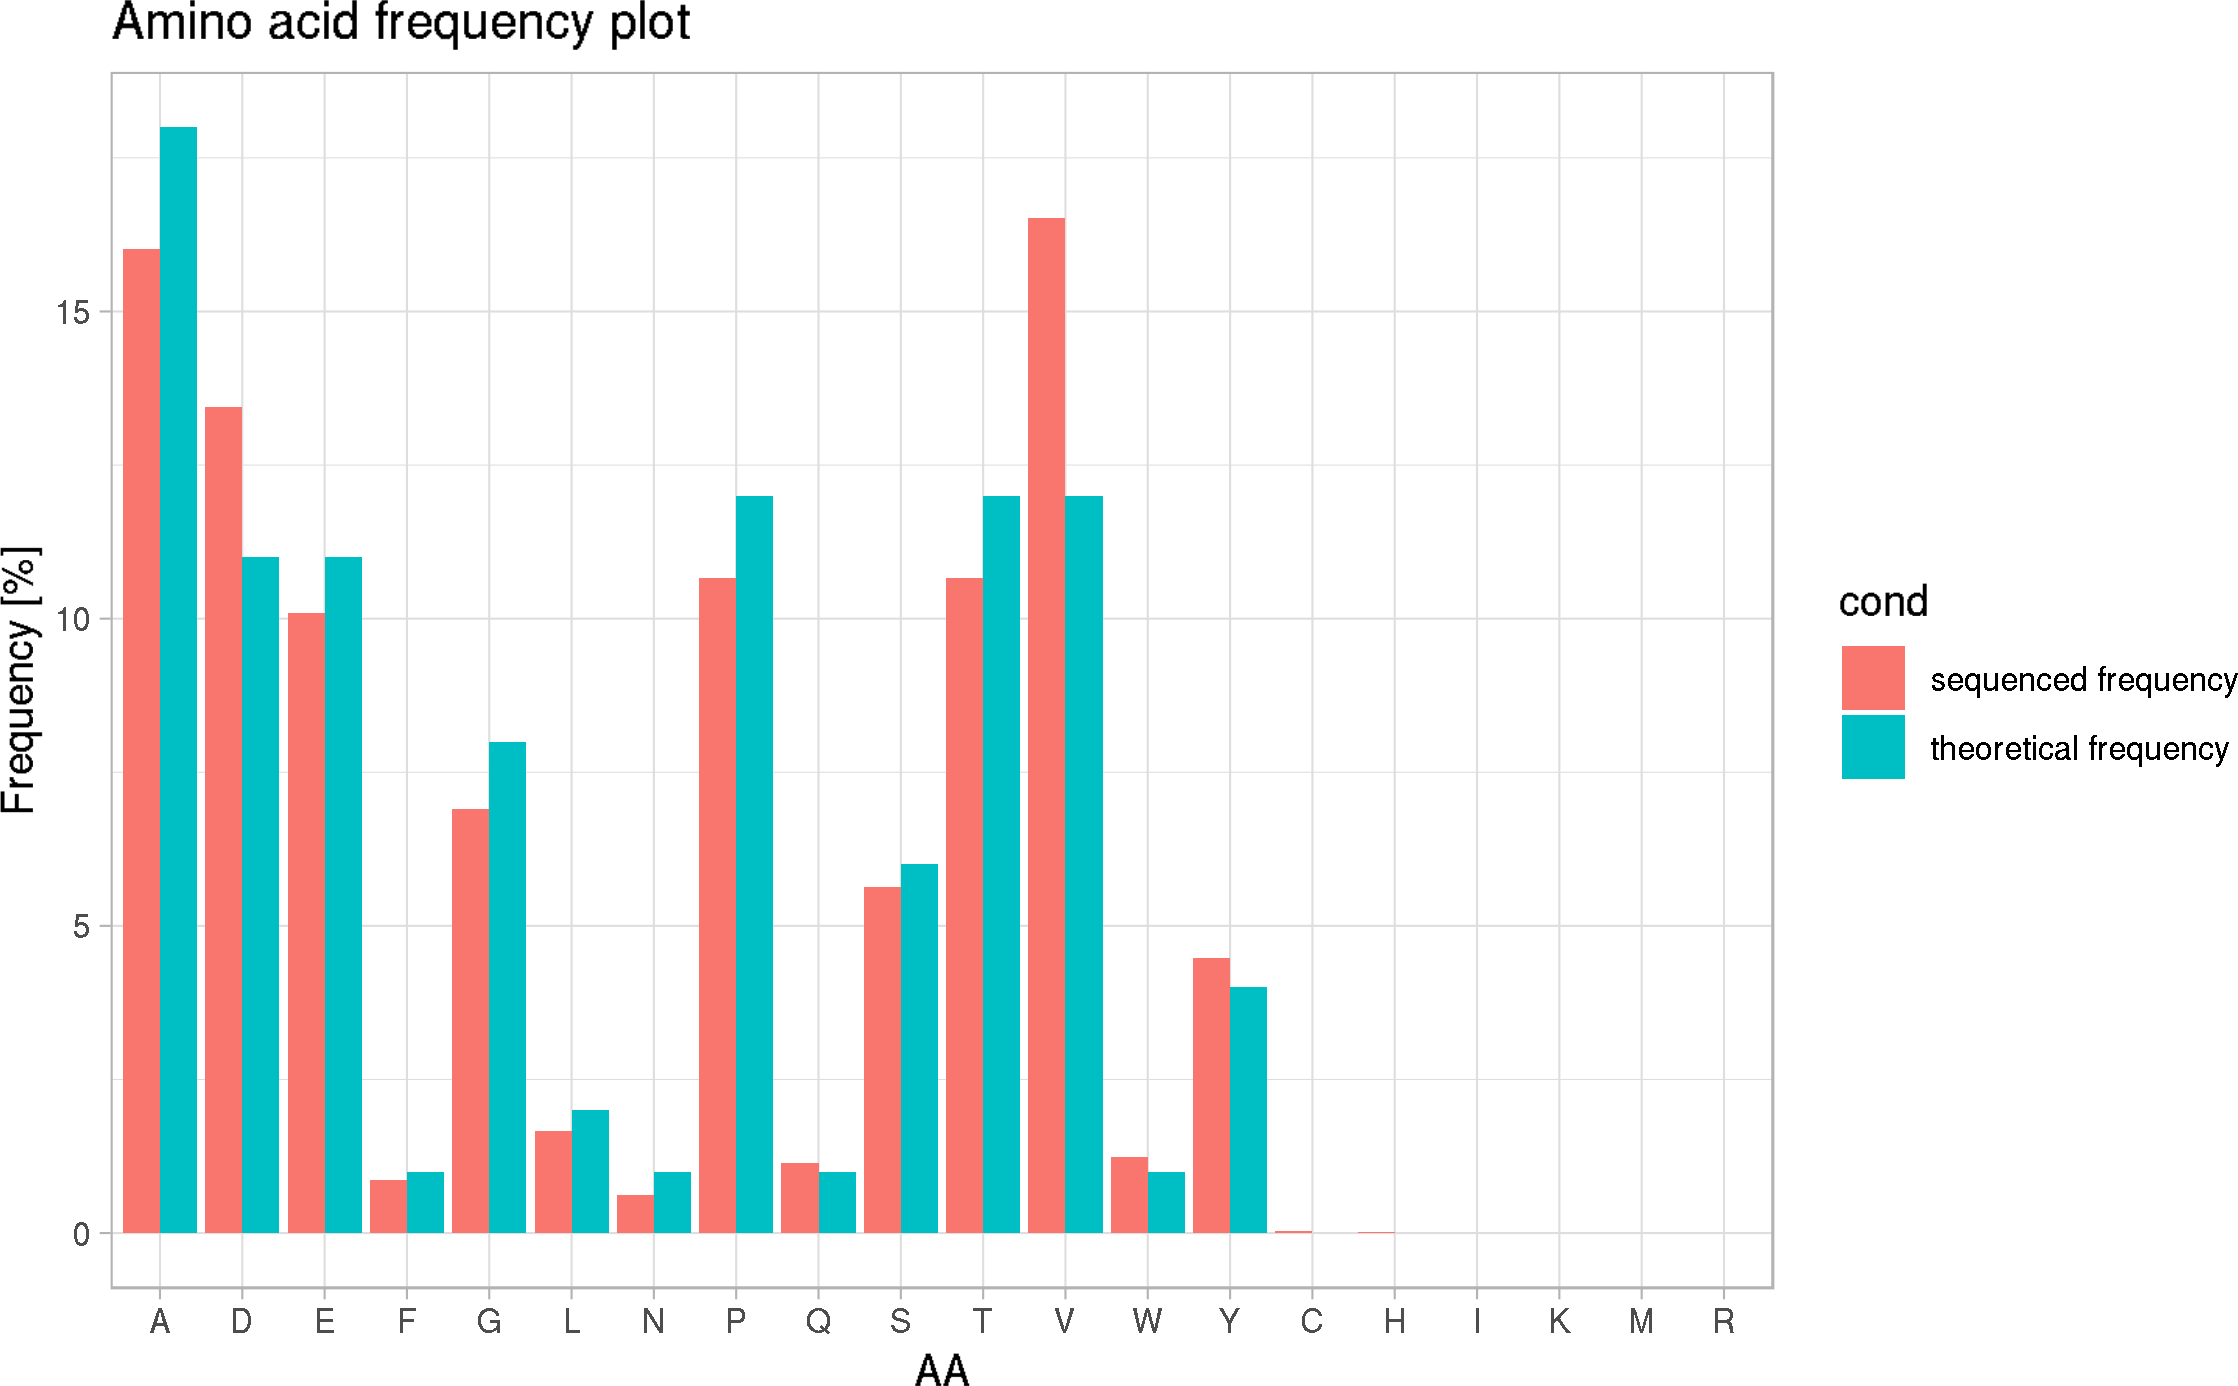 Amino acid frequency plot
Frequency [%]
15
10
5
0
A D E F G L N P Q S T V W Y C H I K M R
AA
cond
sequenced frequency
theoretical frequency